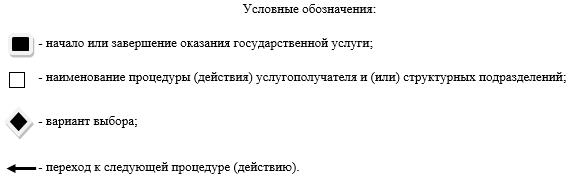 Условные обозначения:
- начало или завершение оказания государственной услуги;
- наименование процедуры (действия) услугополучателя и (или) структурных подразделений;
- вариант выбора;
- переход к следующей процедуре (действию).